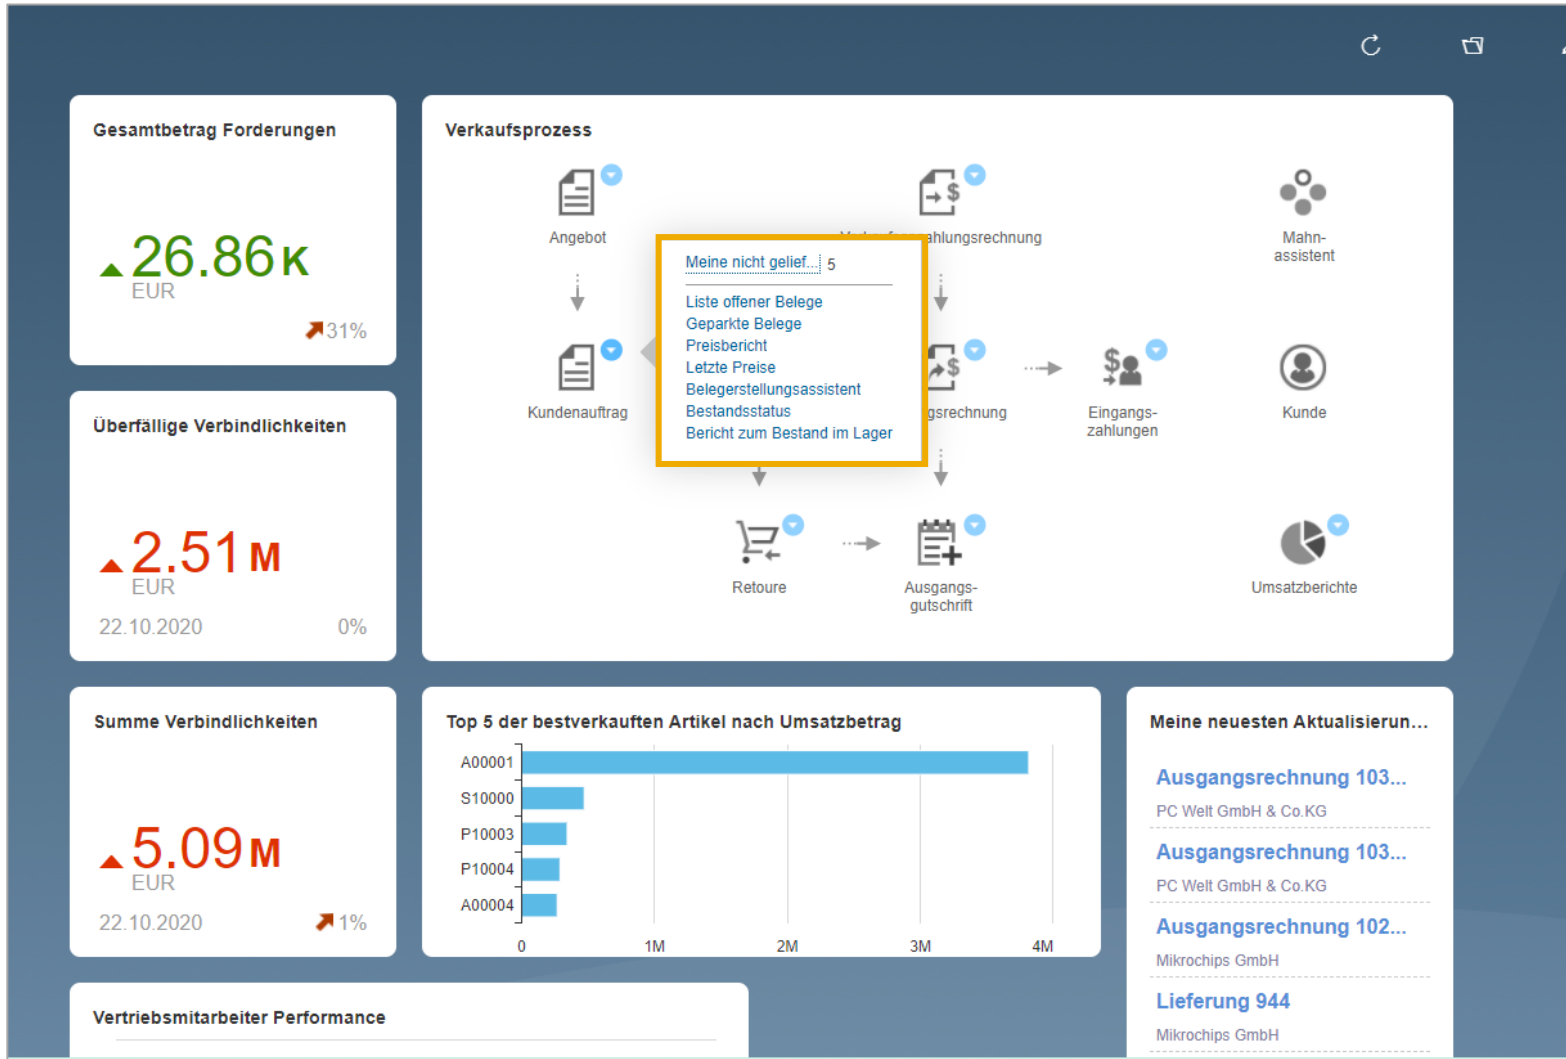 Gesamtbetrag Forderungen
26.86 K
EUR
31%
Überfällige Verbindlichkeiten
2.51 M
EUR
22.10.2020 0%
Summe Verbindlichkeiten
5.09 M
EUR
22.10.2020 1%
Verkaufsprozess
Angebot
Mahn-
assistent
Meine nicht gelief... 5
Liste offener Belege
Geparkte Belege
Preisbericht
Letzte Preise
Belegerstellungsassistent
Bestandsstatus
Bericht zum Bestand im Lager
Kundenauftrag
Eingangs-
zahlungen
Kunde
Retoure
Ausgangs-
gutschrift
Umsatzberichte
Top 5 der bestverkauften Artikel nach Umsatzbetrag
A00001
S10000
P10003
P10004
A00004
0 1M 2M 3M 4M
Meine neuesten Aktualisierun...
Ausgangsrechnung 103...
PC Welt GmbH & Co.KG
Ausgangsrechnung 103...
PC Welt GmbH & Co.KG
Ausgangsrechnung 102...
Mikrochips GmbH
Lieferung 944
Mikrochips GmbH
Vertriebsmitarbeiter Performance